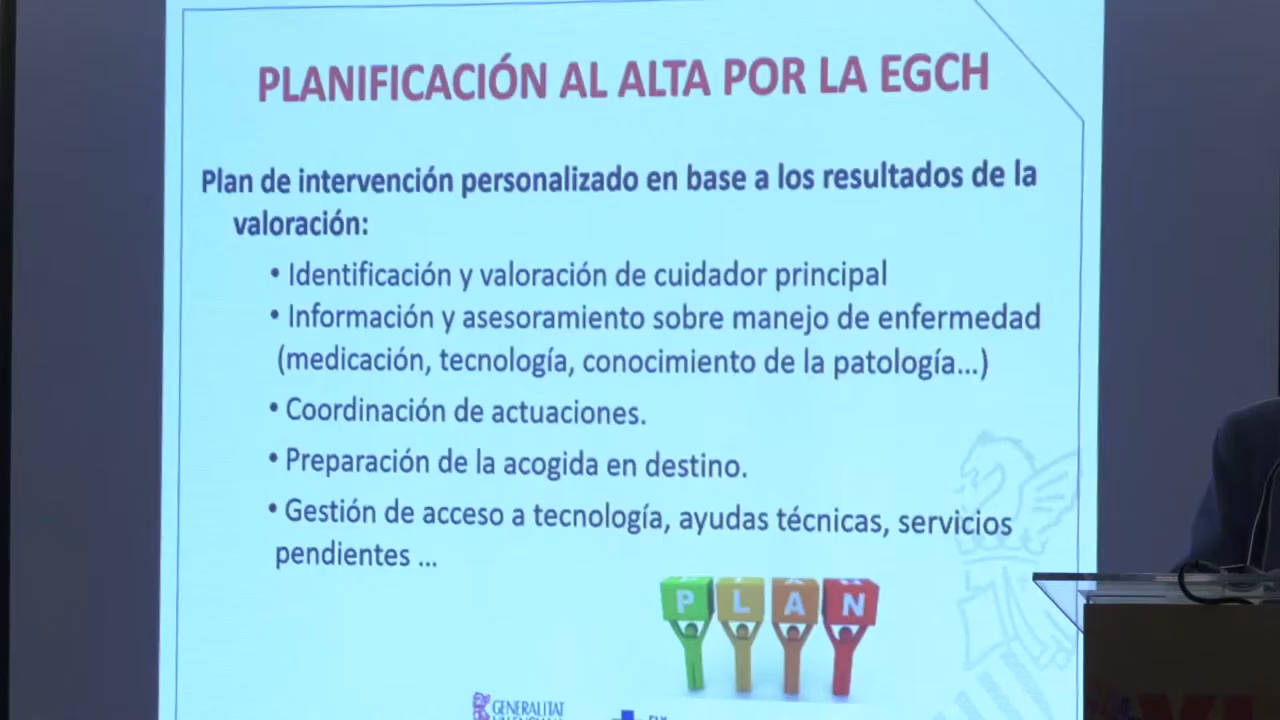 PLANIFICACIÓN AL ALTA POR LA EGCH
Plan de intervención personalizado en base a los resultados de la
valoración:
• Identificación y valoración de cuidador principal
• Información y asesoramiento sobre manejo de enfermedad
(medicación, tecnología, conocimiento de la patología...)
• Coordinación de actuaciones.
• Preparación de la acogida en destino.
• Gestión de acceso a tecnología, ayudas técnicas, servicios
pendientes ...
PLAN
GENERALITAT